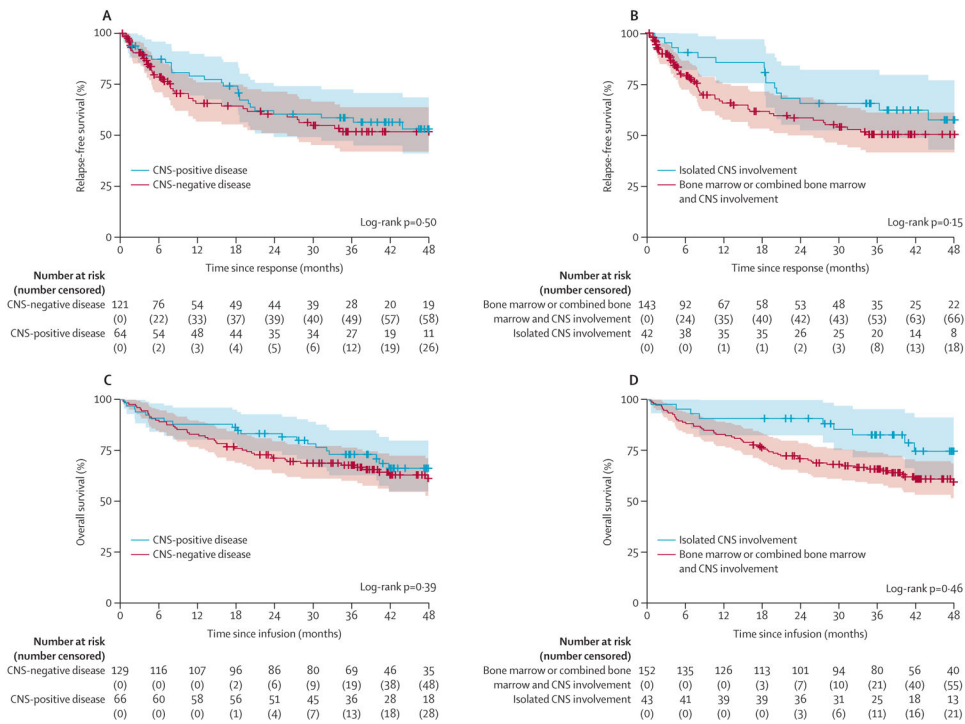 A
100
75
50
25
0
Relapse-free survival (%)
CNS-positive disease
CNS-negative disease
Log-rank p=0·50
0 6 12 18 24 30 36 42 48
Time since response (months)
Number at risk
(number censored)
CNS-negative disease 121 76 54 49 44 39 28 20 19
(0) (22) (33) (37) (39) (40) (49) (57) (58)
CNS-positive disease 64 54 48 44 35 34 27 19 11
(0) (2) (3) (4) (5) (6) (12) (19) (26)
B
100
75
50
25
0
Relapse-free survival (%)
Isolated CNS involvement
Bone marrow or combined bone marrow
and CNS involvement
Log-rank p=0·15
0 6 12 18 24 30 36 42 48
Time since response (months)
Number at risk
(number censored)
Bone marrow or combined bone 143 92 67 58 53 48 35 25 22
marrow and CNS involvement (0) (24) (35) (40) (42) (43) (53) (63) (66)
Isolated CNS involvement 42 38 35 35 26 25 20 14 8
(0) (0) (1) (1) (2) (3) (8) (13) (18)
C
100
75
50
25
0
Overall survival (%)
CNS-positive disease
CNS-negative disease
Log-rank p=0·39
0 6 12 18 24 30 36 42 48
Time since infusion (months)
Number at risk
(number censored)
CNS-negative disease 129 116 107 96 86 80 69 46 35
(0) (0) (0) (2) (6) (9) (19) (38) (48)
CNS-positive disease 66 60 58 56 51 45 36 28 18
(0) (0) (0) (1) (4) (7) (13) (18) (28)
D
100
75
50
25
0
Overall survival (%)
Isolated CNS involvement
Bone marrow or combined bone marrow
and CNS involvement
Log-rank p=0·46
0 6 12 18 24 30 36 42 48
Time since infusion (months)
Number at risk
(number censored)
Bone marrow or combined bone 152 135 126 113 101 94 80 56 40
marrow and CNS involvement (0) (0) (0) (3) (7) (10) (21) (40) (55)
Isolated CNS involvement 43 41 39 39 36 31 25 18 13
(0) (0) (0) (0) (3) (6) (11) (16) (21)